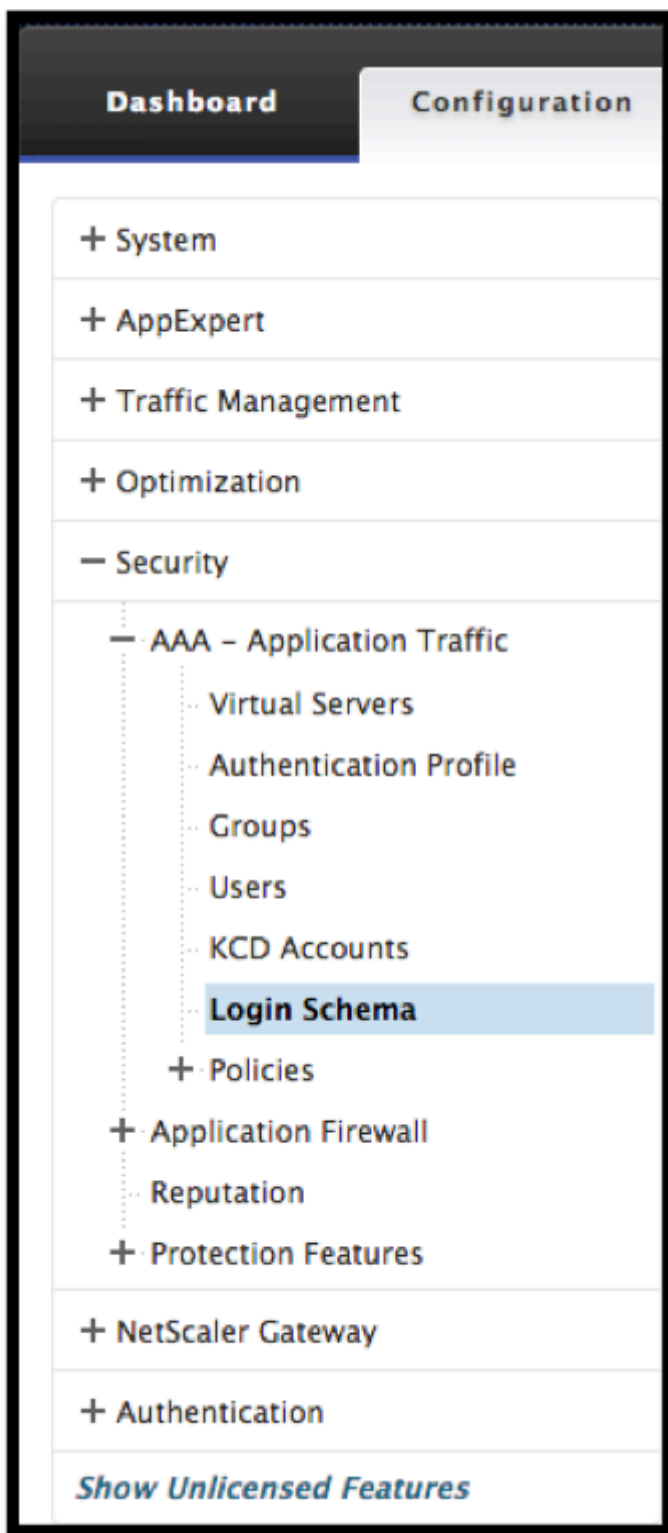 Dashboard Configuration
+ System
+ AppExpert
+ Traffic Management
+ Optimization
− Security
− AAA – Application Traffic
Virtual Servers
Authentication Profile
Groups
Users
KCD Accounts
Login Schema
+ Policies
+ Application Firewall
Reputation
+ Protection Features
+ NetScaler Gateway
+ Authentication
Show Unlicensed Features